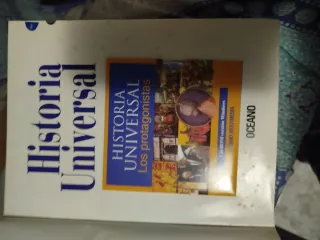 Historia
Universal
HISTORIA
UNIVERSAL
Los protagonistas
OCEANO